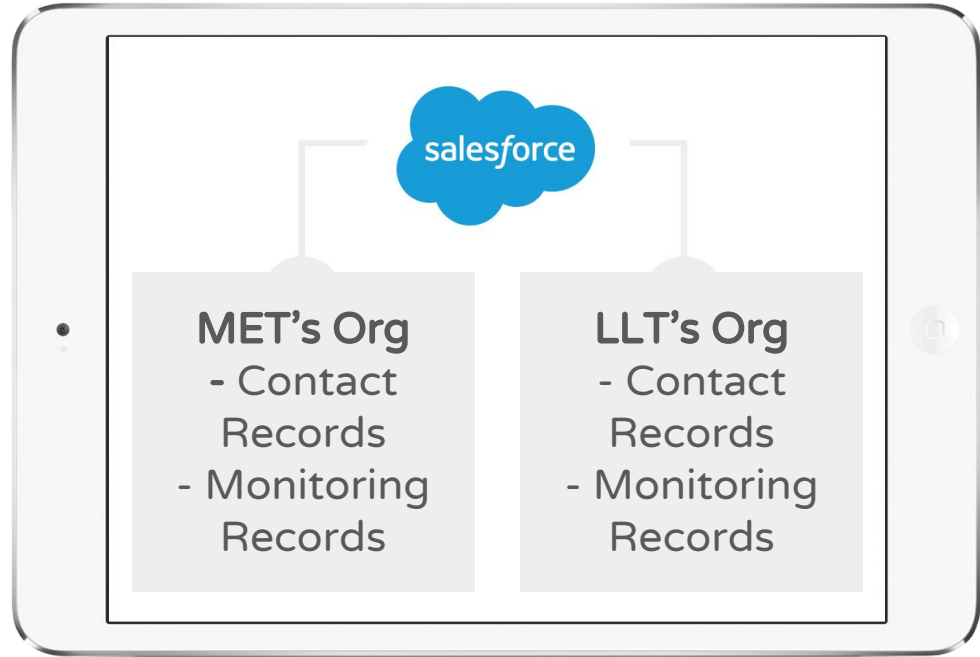 salesforce
MET’s Org
- Contact
Records
- Monitoring
Records
LLT’s Org
- Contact
Records
- Monitoring
Records